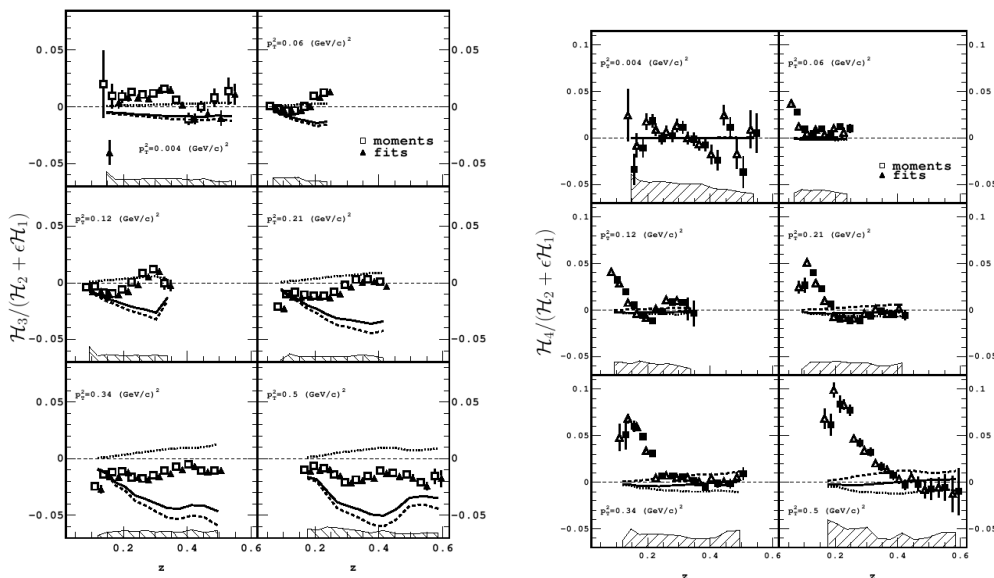 0.05
0
-0.05
p_T^2=0.004 (GeV/c)^2
p_T^2=0.06 (GeV/c)^2
0.05
0
-0.05
moments
fits
0.05
0
-0.05
p_T^2=0.12 (GeV/c)^2
p_T^2=0.21 (GeV/c)^2
0.05
0
-0.05
ℋ₃/(ℋ₂ + ϵℋ₁)
0.05
0
-0.05
p_T^2=0.34 (GeV/c)^2
p_T^2=0.5 (GeV/c)^2
0.05
0
-0.05
0.2 0.4 0.6 0.2 0.4 0.6
z z
0.1
0.05
0
-0.05
p_T^2=0.004 (GeV/c)^2
p_T^2=0.06 (GeV/c)^2
0.1
0.05
0
-0.05
moments
fits
0.1
0.05
0
-0.05
p_T^2=0.12 (GeV/c)^2
p_T^2=0.21 (GeV/c)^2
0.1
0.05
0
-0.05
ℋ₄/(ℋ₂ + ϵℋ₁)
0.1
0.05
0
-0.05
p_T^2=0.34 (GeV/c)^2
p_T^2=0.5 (GeV/c)^2
0.1
0.05
0
-0.05
0.2 0.4 0.6 0.2 0.4 0.6
z z